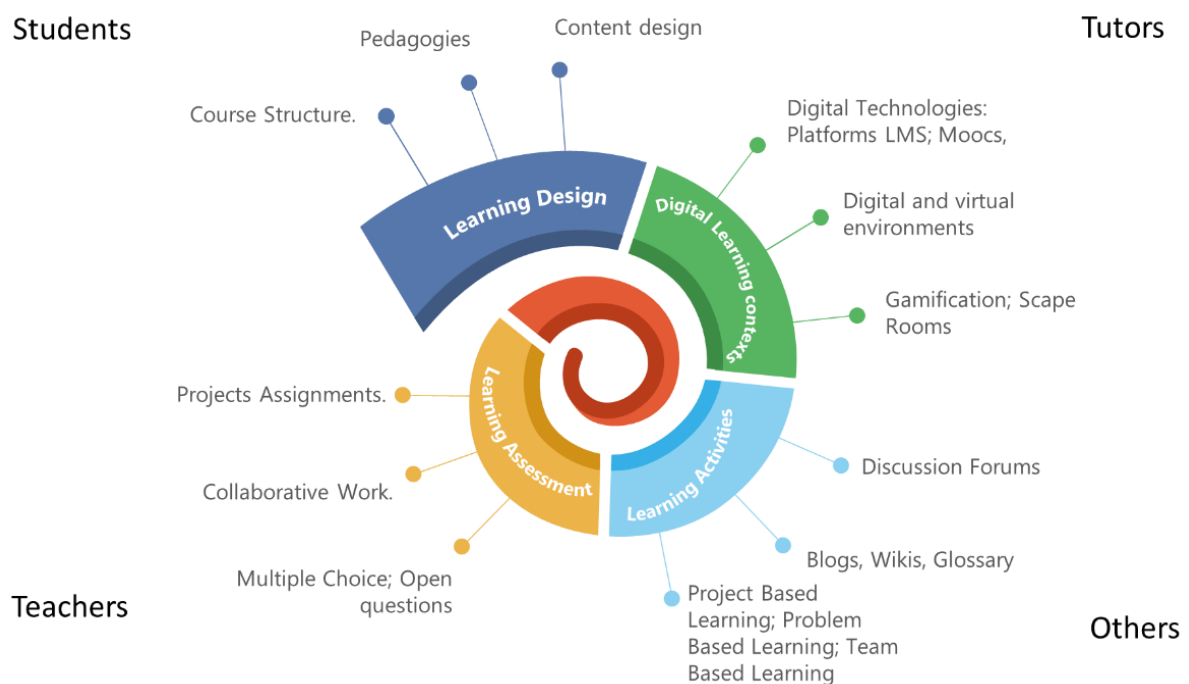 Students
Tutors
Pedagogies
Content design
Course Structure.
Learning Design
Digital Technologies:
Platforms LMS; Moocs,
Digital and virtual
environments
Gamification; Scape
Rooms
Digital Learning contexts
Discussion Forums
Blogs, Wikis, Glossary
Project Based
Learning; Problem
Based Learning; Team
Based Learning
Learning Activities
Projects Assignments.
Collaborative Work.
Multiple Choice; Open
questions
Learning Assessment
Teachers
Others